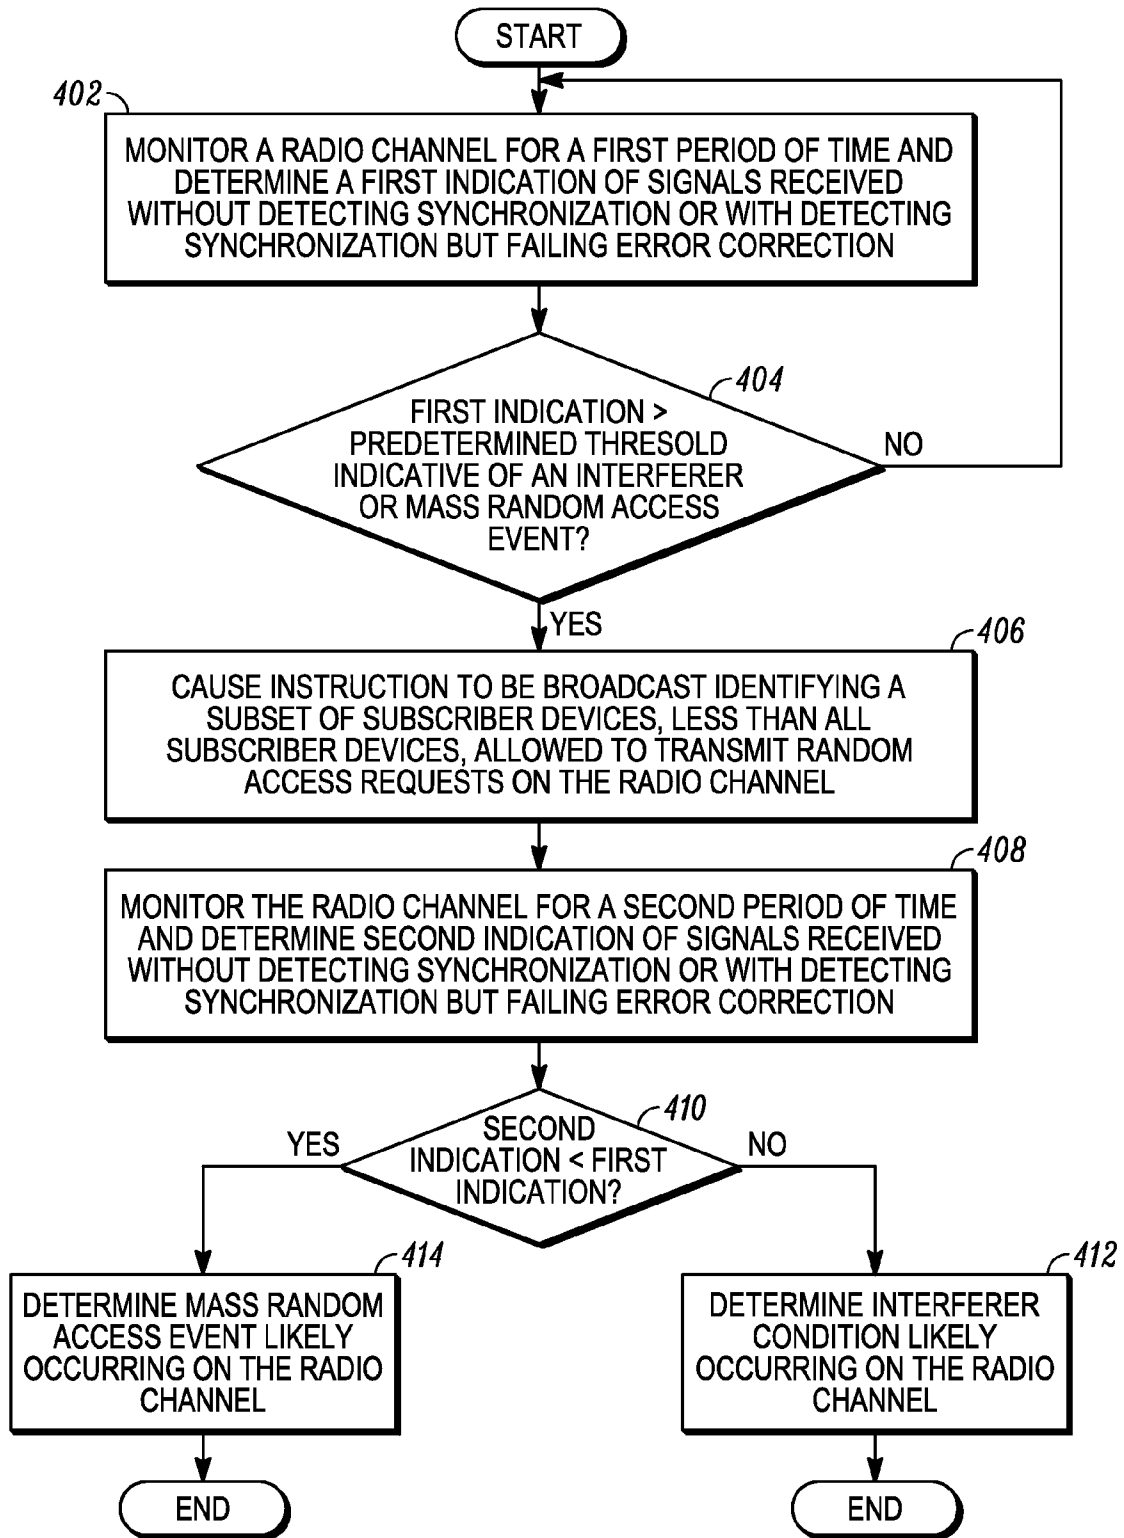 START
402
MONITOR A RADIO CHANNEL FOR A FIRST PERIOD OF TIME AND
DETERMINE A FIRST INDICATION OF SIGNALS RECEIVED
WITHOUT DETECTING SYNCHRONIZATION OR WITH DETECTING
SYNCHRONIZATION BUT FAILING ERROR CORRECTION
404
FIRST INDICATION >
PREDETERMINED THRESOLD
INDICATIVE OF AN INTERFERER
OR MASS RANDOM ACCESS
EVENT?
NO
YES
406
CAUSE INSTRUCTION TO BE BROADCAST IDENTIFYING A
SUBSET OF SUBSCRIBER DEVICES, LESS THAN ALL
SUBSCRIBER DEVICES, ALLOWED TO TRANSMIT RANDOM
ACCESS REQUESTS ON THE RADIO CHANNEL
408
MONITOR THE RADIO CHANNEL FOR A SECOND PERIOD OF TIME
AND DETERMINE SECOND INDICATION OF SIGNALS RECEIVED
WITHOUT DETECTING SYNCHRONIZATION OR WITH DETECTING
SYNCHRONIZATION BUT FAILING ERROR CORRECTION
410
SECOND
INDICATION < FIRST
INDICATION?
YES
NO
414
DETERMINE MASS RANDOM
ACCESS EVENT LIKELY
OCCURRING ON THE RADIO
CHANNEL
END
412
DETERMINE INTERFERER
CONDITION LIKELY
OCCURRING ON THE RADIO
CHANNEL
END